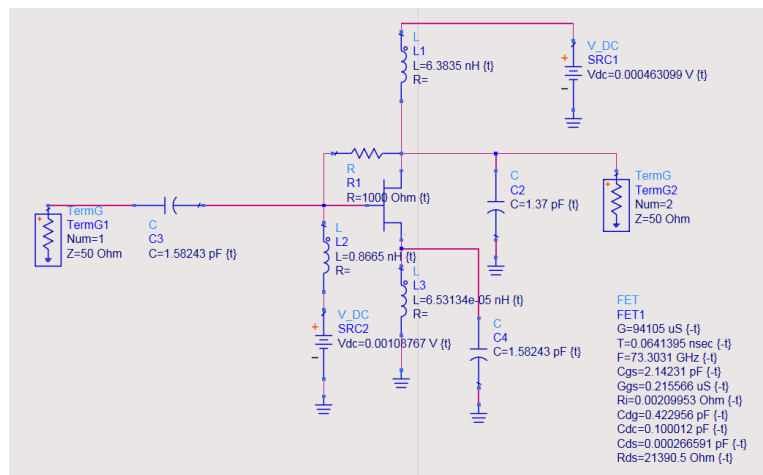 L
L1
L=6.3835 nH {t}
R=
V_DC
SRC1
Vdc=0.000463099 V {t}
+
−
R
R1
R=1000 Ohm {t}
C
C2
C=1.37 pF {t}
+
TermG
TermG2
Num=2
Z=50 Ohm
+
TermG
TermG1
Num=1
Z=50 Ohm
C
C3
C=1.58243 pF {t}
L
L2
L=0.8665 nH {t}
R=
L
L3
L=6.53134e-05 nH {t}
R=
+
−
V_DC
SRC2
Vdc=0.00108767 V {t}
C
C4
C=1.58243 pF {t}
FET
FET1
G=94105 uS {-t}
T=0.0641395 nsec {-t}
F=73.3031 GHz {-t}
Cgs=2.14231 pF {-t}
Ggs=0.215566 uS {-t}
Ri=0.00209953 Ohm {-t}
Cdg=0.422956 pF {-t}
Cdc=0.100012 pF {-t}
Cds=0.000266591 pF {-t}
Rds=21390.5 Ohm {-t}